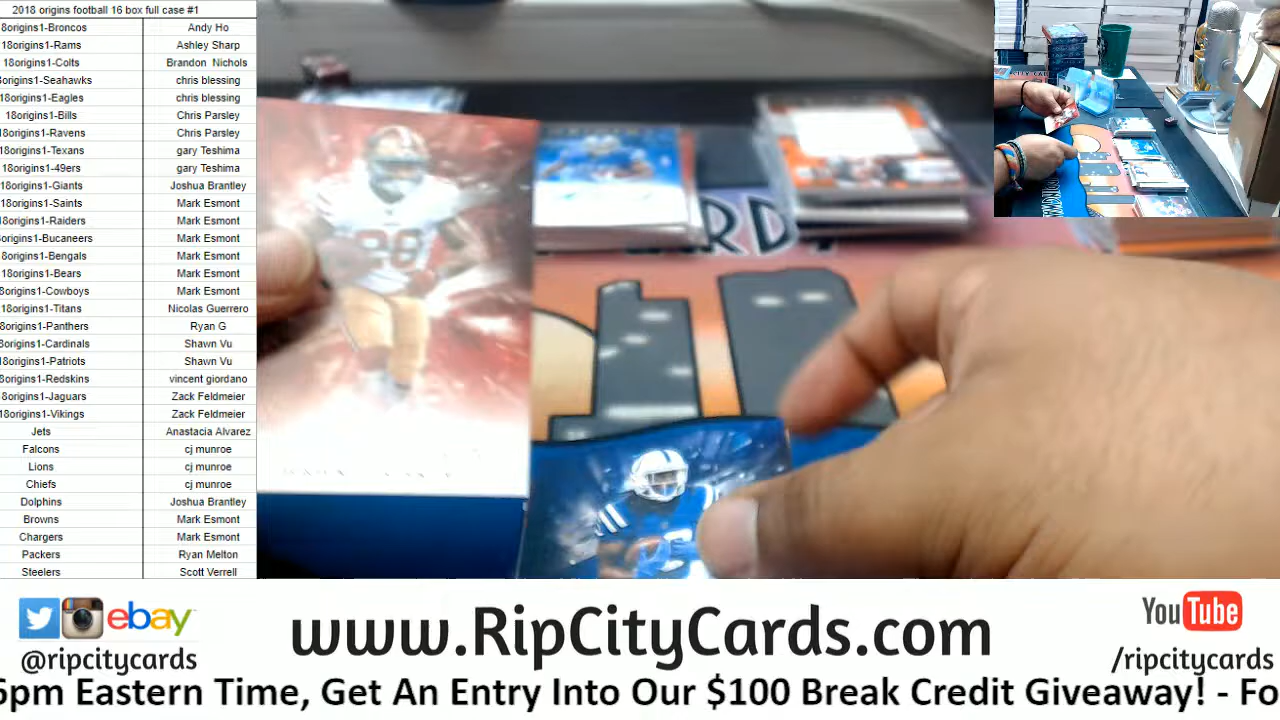 2018 origins football 16 box full case #1
8origins1-Broncos Andy Ho
18origins1-Rams Ashley Sharp
18origins1-Colts Brandon Nichols
8origins1-Seahawks chris blessing
18origins1-Eagles chris blessing
18origins1-Bills Chris Parsley
18origins1-Ravens Chris Parsley
18origins1-Texans gary Teshima
18origins1-49ers gary Teshima
18origins1-Giants Joshua Brantley
18origins1-Saints Mark Esmont
18origins1-Raiders Mark Esmont
8origins1-Bucaneers Mark Esmont
8origins1-Bengals Mark Esmont
18origins1-Bears Mark Esmont
18origins1-Cowboys Mark Esmont
18origins1-Titans Nicolas Guerrero
8origins1-Panthers Ryan G
8origins1-Cardinals Shawn Vu
18origins1-Patriots Shawn Vu
8origins1-Redskins vincent giordano
8origins1-Jaguars Zack Feldmeier
18origins1-Vikings Zack Feldmeier
Jets Anastacia Alvarez
Falcons cj munroe
Lions cj munroe
Chiefs cj munroe
Dolphins Joshua Brantley
Browns Mark Esmont
Chargers Mark Esmont
Packers Ryan Melton
Steelers Scott Verrell
ARD
ebay
@ripcitycards
www.RipCityCards.com
YouTube
/ripcitycards
6pm Eastern Time, Get An Entry Into Our $100 Break Credit Giveaway! - Fo